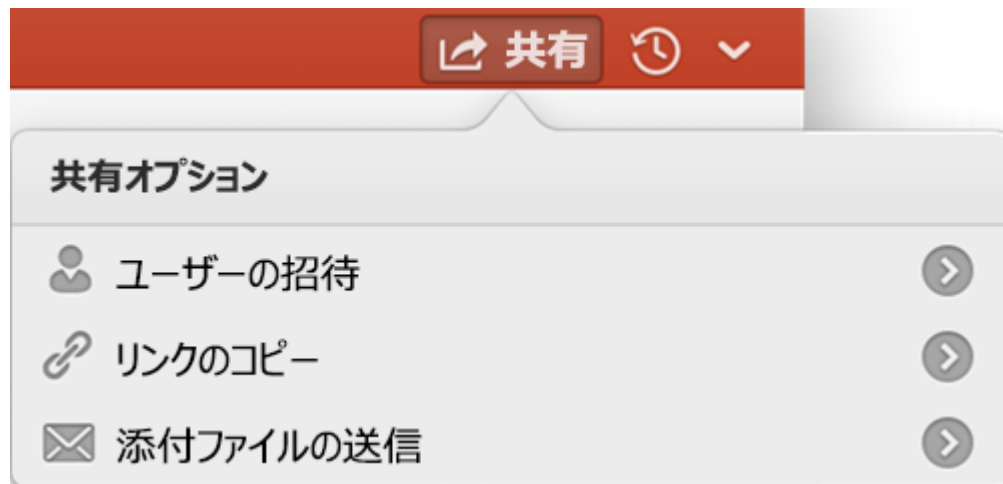 共有
共有オプション
ユーザーの招待
リンクのコピー
添付ファイルの送信